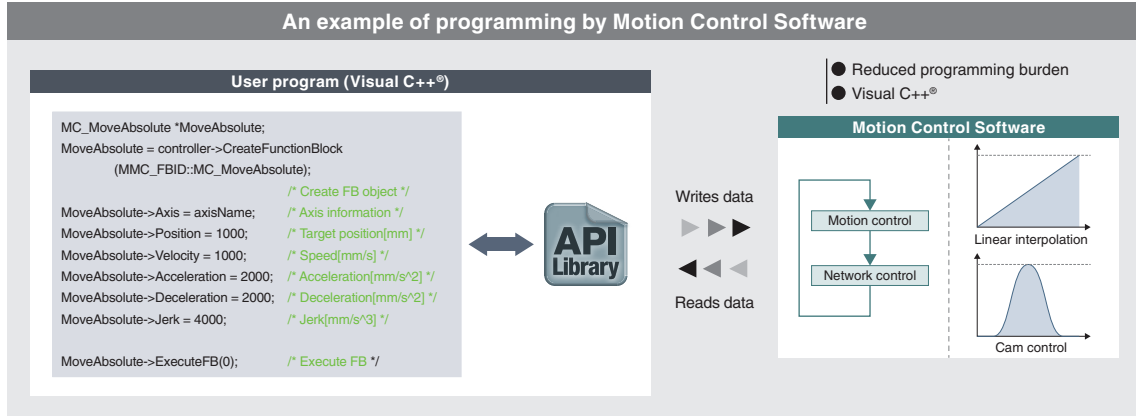 An example of programming by Motion Control Software
User program (Visual C++®)
MC_MoveAbsolute *MoveAbsolute;
MoveAbsolute = controller->CreateFunctionBlock
(MMC_FBID::MC_MoveAbsolute);
/* Create FB object */
MoveAbsolute->Axis = axisName; /* Axis information */
MoveAbsolute->Position = 1000; /* Target position[mm] */
MoveAbsolute->Velocity = 1000; /* Speed[mm/s] */
MoveAbsolute->Acceleration = 2000; /* Acceleration[mm/s^2] */
MoveAbsolute->Deceleration = 2000; /* Deceleration[mm/s^2] */
MoveAbsolute->Jerk = 4000; /* Jerk[mm/s^3] */
MoveAbsolute->ExecuteFB(0); /* Execute FB */
API
Library
Writes data
Reads data
● Reduced programming burden
● Visual C++®
Motion Control Software
Motion control
Network control
Linear interpolation
Cam control